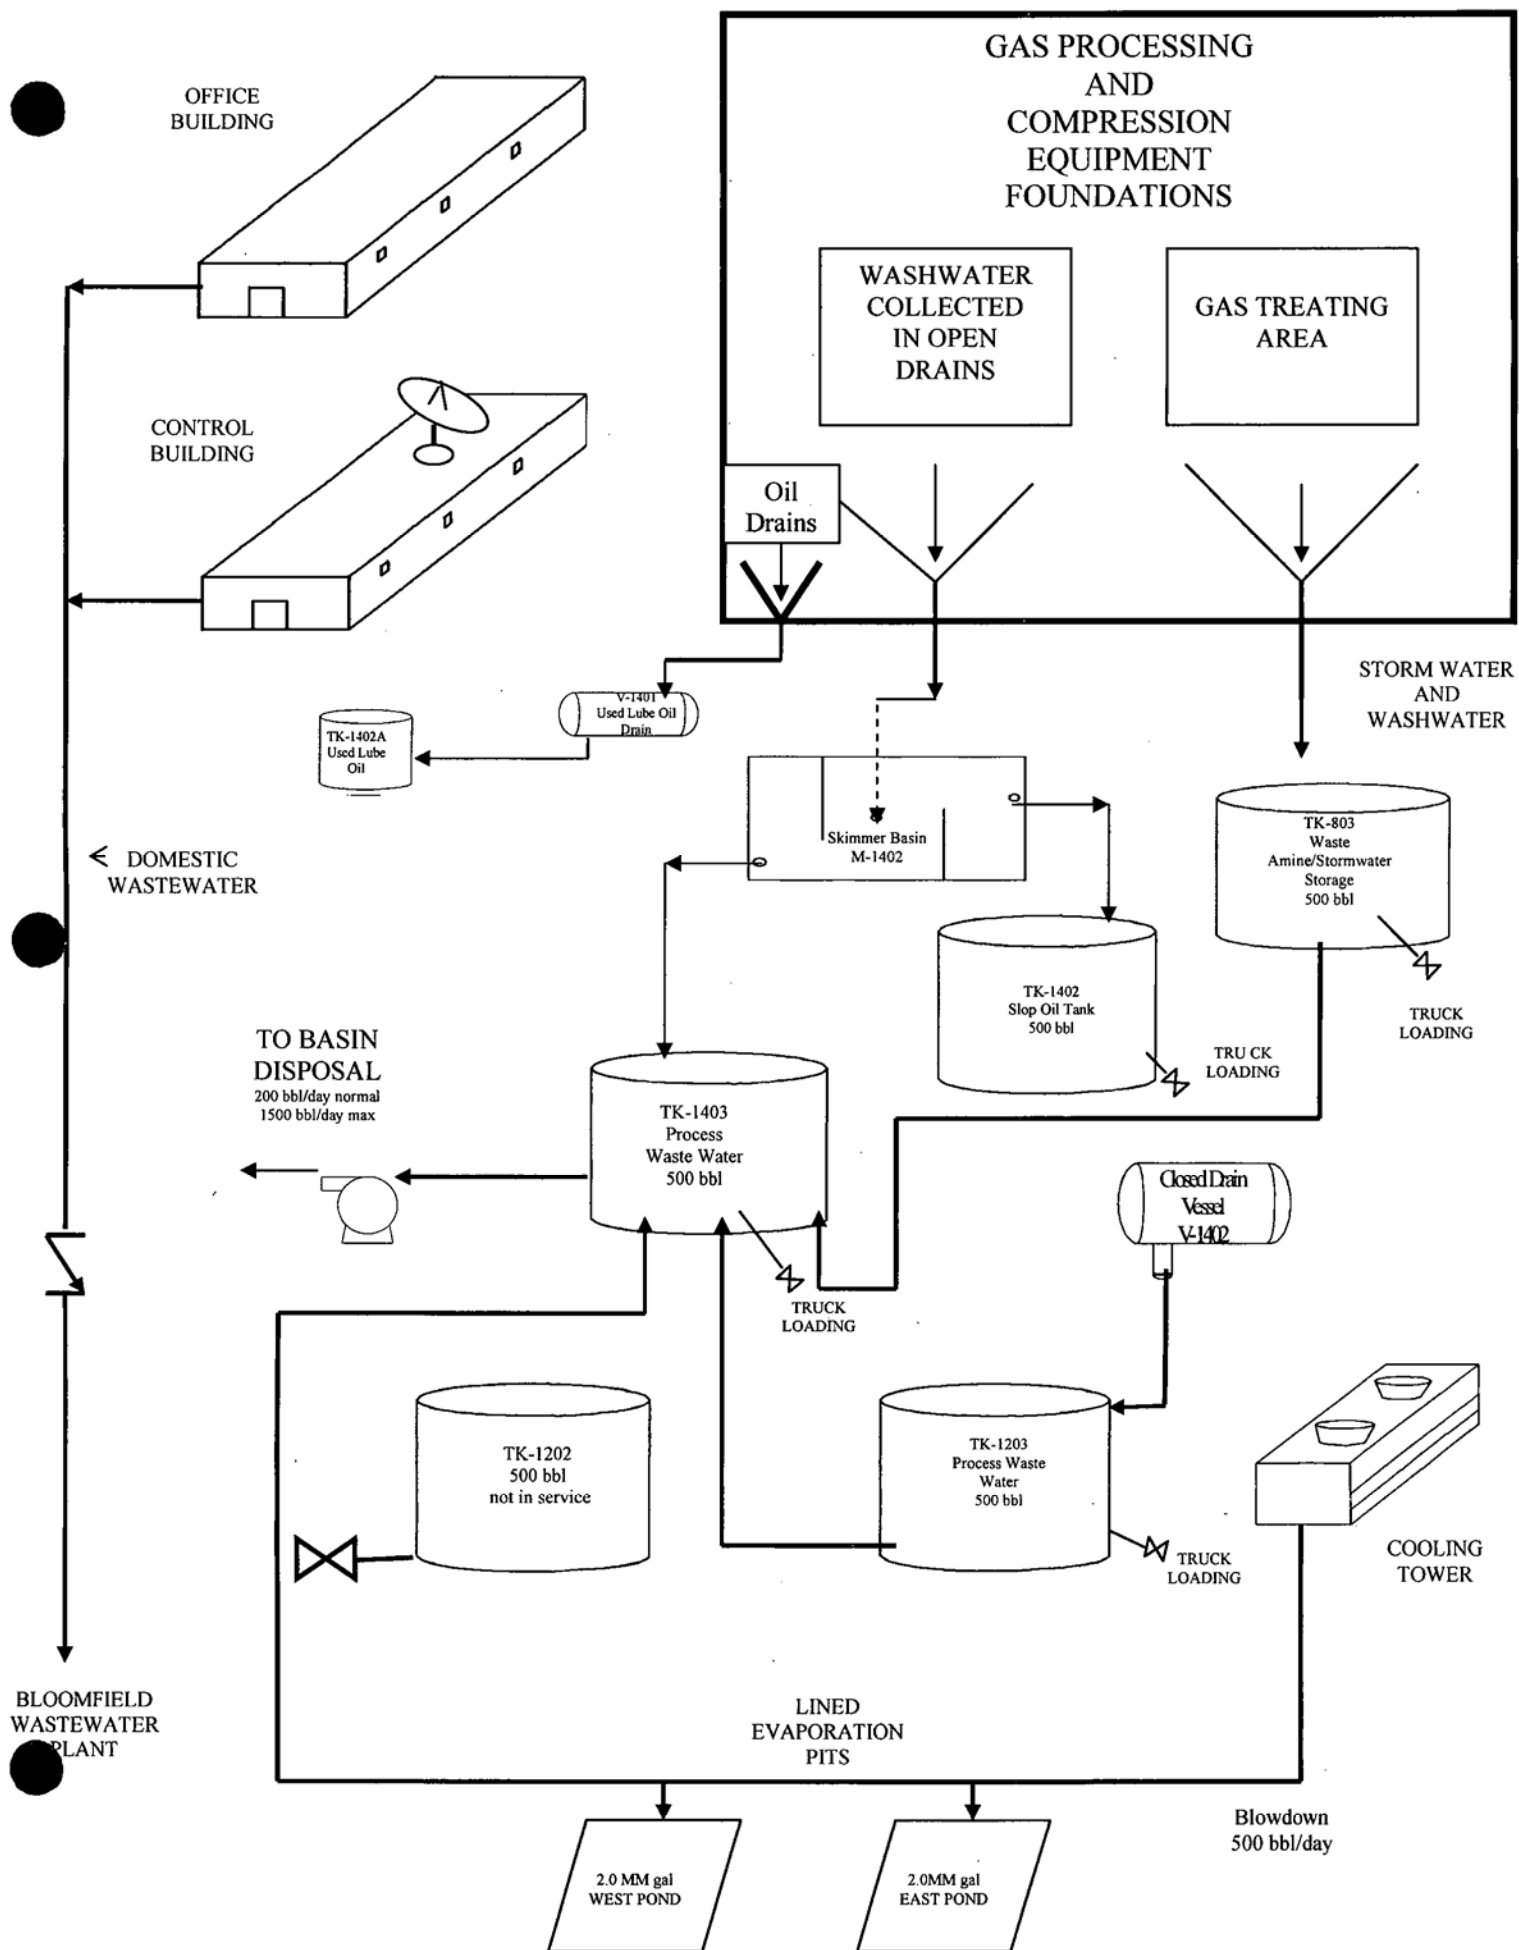 GAS PROCESSING
AND
COMPRESSION
EQUIPMENT
FOUNDATIONS
OFFICE
BUILDING
WASHWATER
COLLECTED
IN OPEN
DRAINS
GAS TREATING
AREA
CONTROL
BUILDING
Oil
Drains
STORM WATER
AND
WASHWATER
V-1401
Used Lube Oil
Drain
TK-1402A
Used Lube
Oil
Skimmer Basin
M-1402
TK-803
Waste
Amine/Stormwater
Storage
500 bbl
DOMESTIC
WASTEWATER
TK-1402
Slop Oil Tank
500 bbl
TRUCK
LOADING
TRU CK
LOADING
TO BASIN
DISPOSAL
200 bbl/day normal
1500 bbl/day max
TK-1403
Process
Waste Water
500 bbl
Closed Drain
Vessel
V-1402
TRUCK
LOADING
TK-1202
500 bbl
not in service
TK-1203
Process Waste
Water
500 bbl
TRUCK
LOADING
COOLING
TOWER
BLOOMFIELD
WASTEWATER
PLANT
LINED
EVAPORATION
PITS
Blowdown
500 bbl/day
2.0 MM gal
WEST POND
2.0MM gal
EAST POND